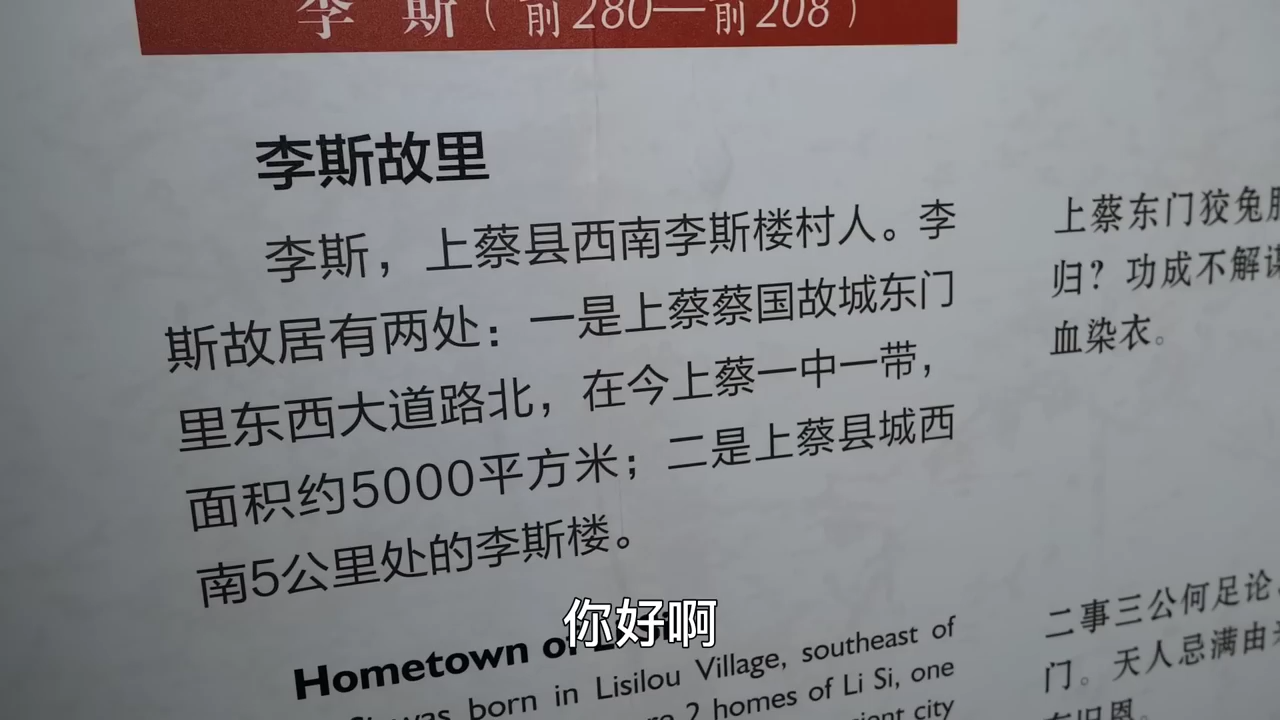 李斯（前280—前208）
李斯故里
李斯，上蔡县西南李斯楼村人。李
斯故居有两处：一是上蔡蔡国故城东门
里东西大道路北，在今上蔡一中一带，
面积约5000平方米；二是上蔡县城西
南5公里处的李斯楼。
Hometown of
was born in Lisilou Village, southeast of
2 homes of Li Si, one
city
上蔡东门狡兔
归？功成不解
血染衣。
二事三公何足论
门。天人忌满由
旧恩
你好啊